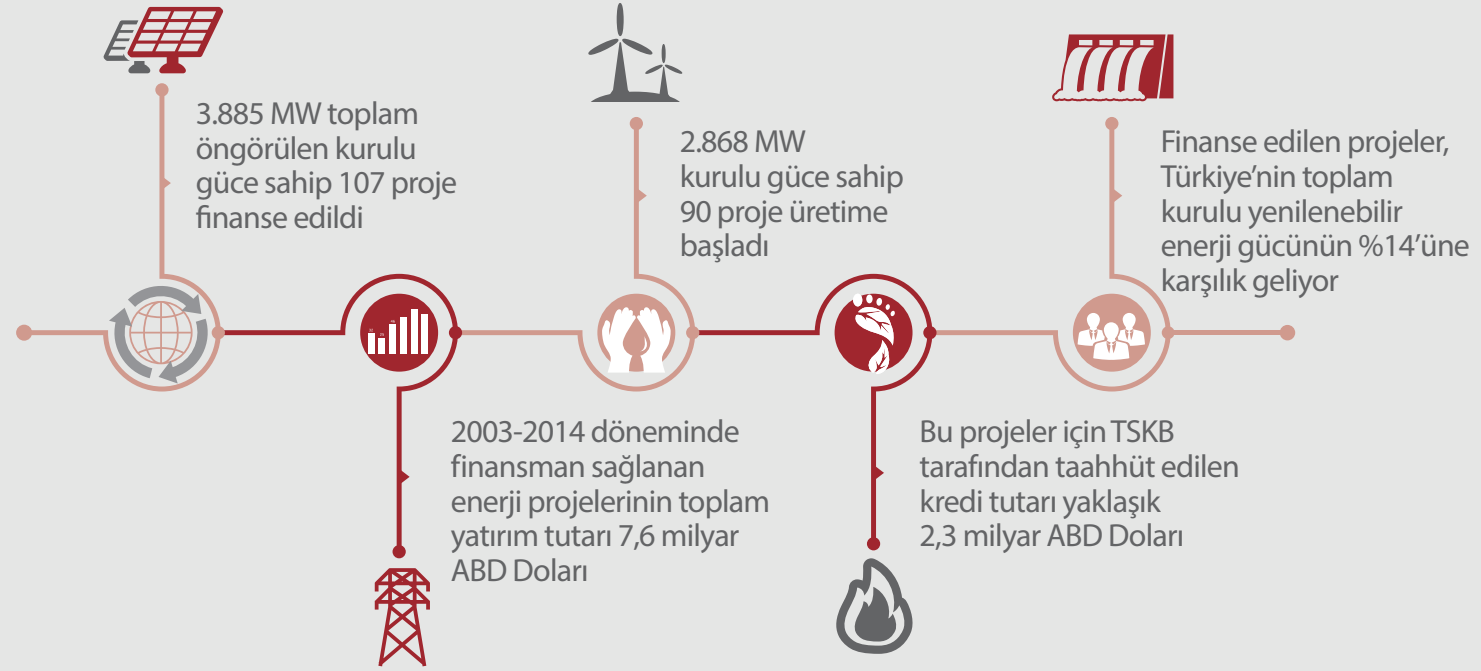 3.885 MW toplam
öngörülen kurulu
güce sahip 107 proje
finanse edildi
2003-2014 döneminde
finansman sağlanan
enerji projelerinin toplam
yatırım tutarı 7,6 milyar
ABD Doları
2.868 MW
kurulu güce sahip
90 proje üretime
başladı
Bu projeler için TSKB
tarafından taahhüt edilen
kredi tutarı yaklaşık
2,3 milyar ABD Doları
Finanse edilen projeler,
Türkiye’nin toplam
kurulu yenilenebilir
enerji gücünün %14’üne
karşılık geliyor